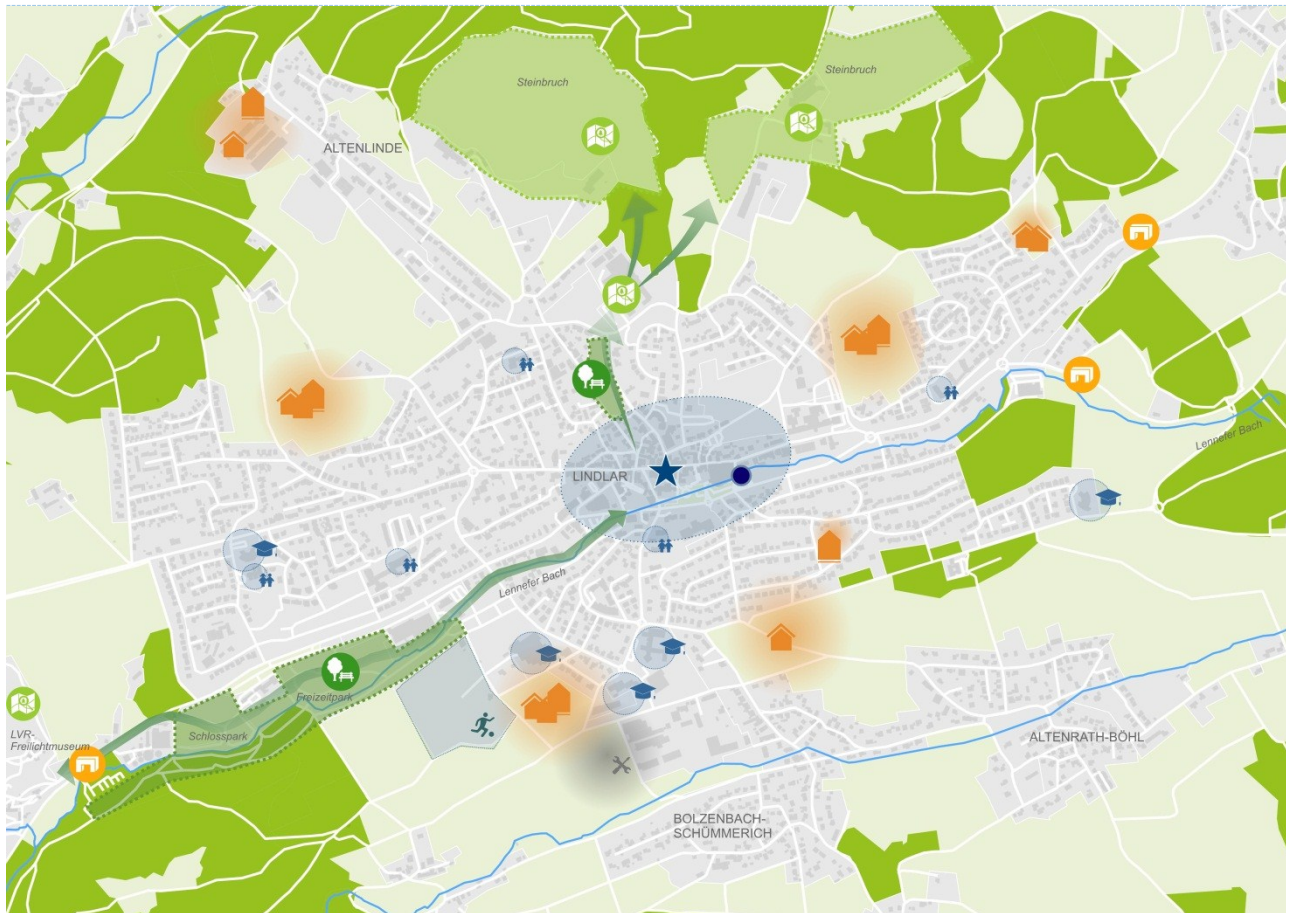 Steinbruch
Steinbruch
ALTENLINDE
LINDLAR
Lennefer Bach
Lennefer Bach
Freizeitpark
Schlosspark
LVR-
Freilichtmuseum
ALTENRATH-BÖHL
BOLZENBACH-
SCHÜMMERICH